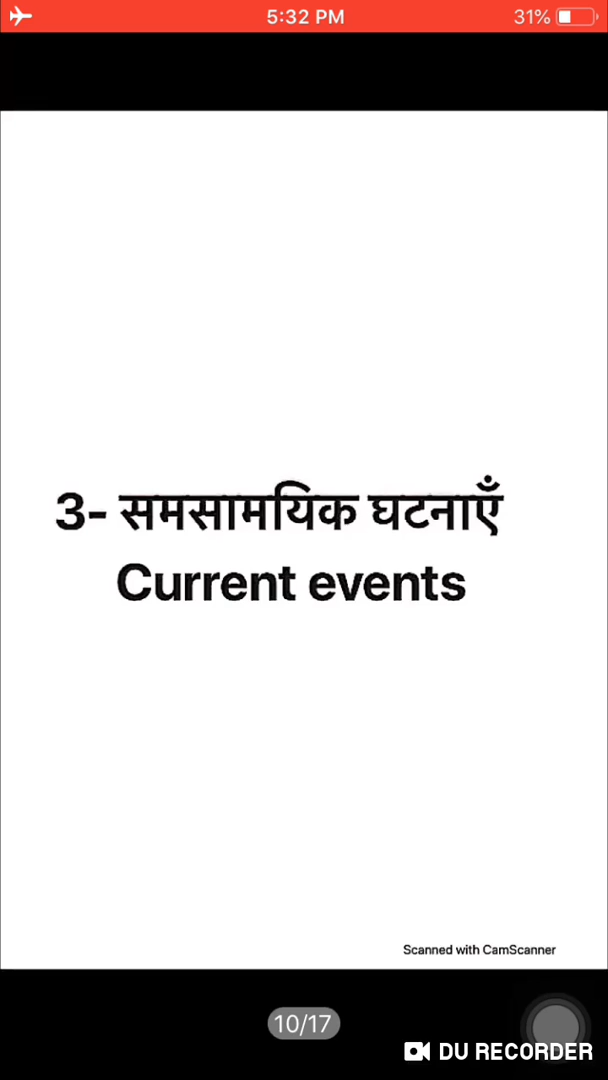 5:32 PM
31%
3- समसामयिक घटनाएँ
Current events
Scanned with CamScanner
10/17
DU RECORDER